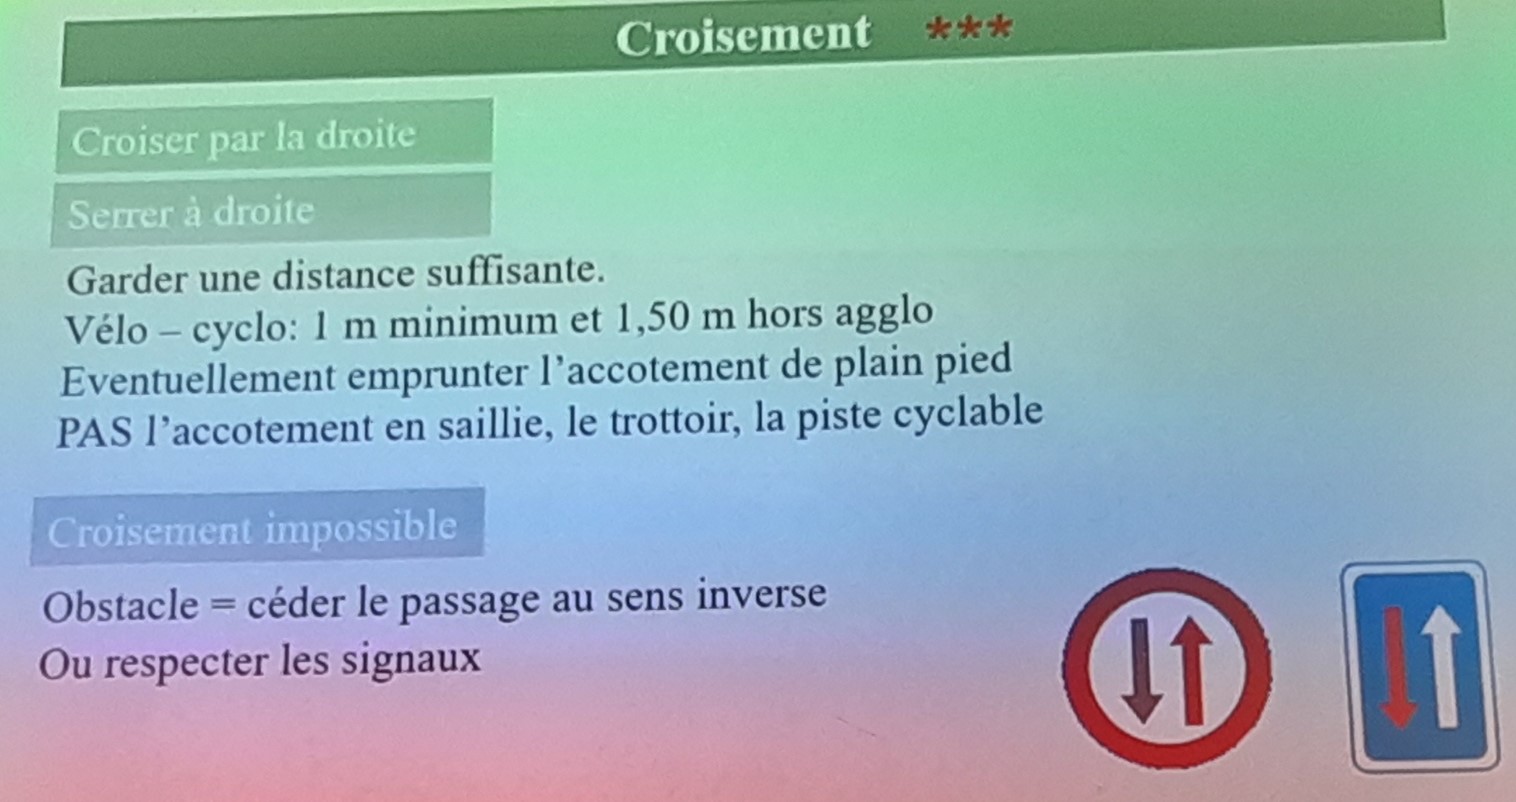 Croisement ***
Croiser par la droite
Serrer à droite
Garder une distance suffisante.
Vélo – cyclo: 1 m minimum et 1,50 m hors agglo
Eventuellement emprunter l’accotement de plain pied
PAS l’accotement en saillie, le trottoir, la piste cyclable
Croisement impossible
Obstacle = céder le passage au sens inverse
Ou respecter les signaux